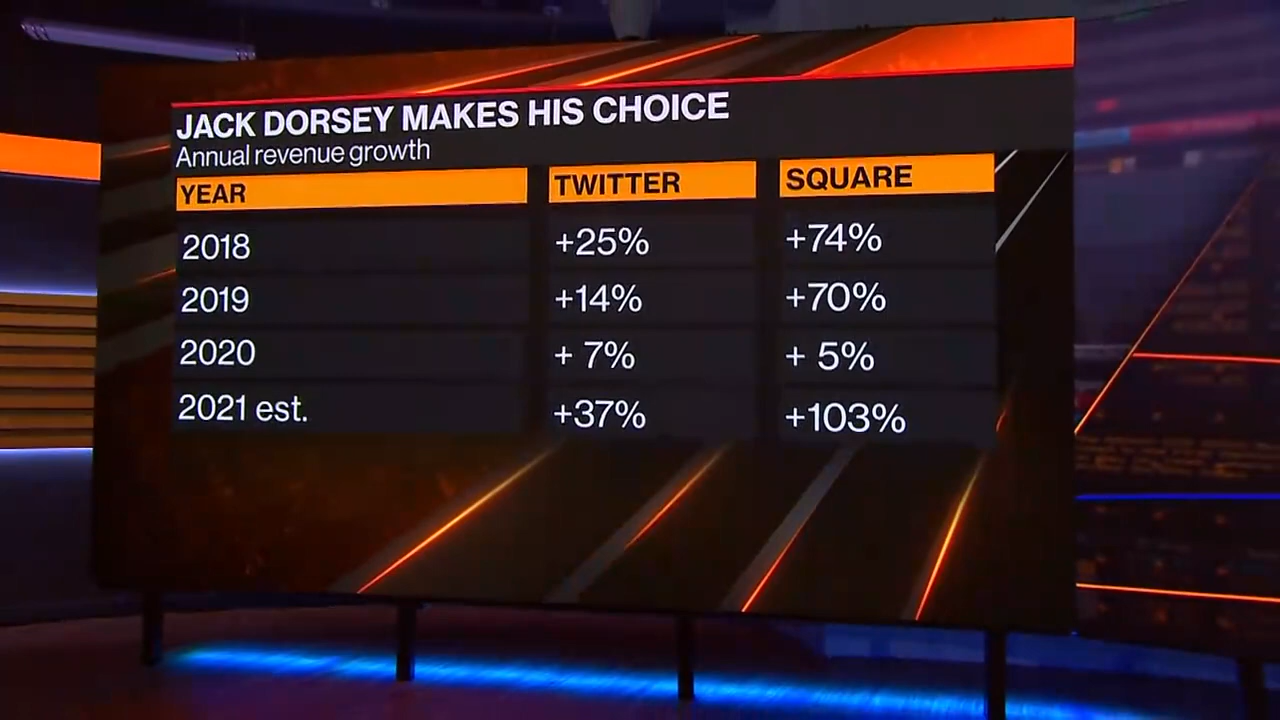 JACK DORSEY MAKES HIS CHOICE
Annual revenue growth
YEAR TWITTER SQUARE
2018 +25% +74%
2019 +14% +70%
2020 + 7% + 5%
2021 est. +37% +103%